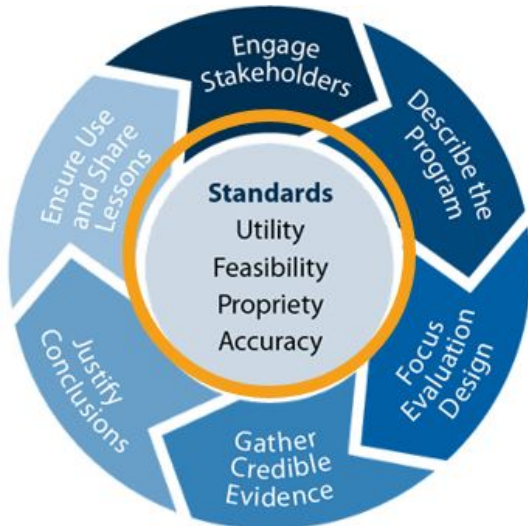 Engage
Stakeholders
Describe the
Program
Focus
Evaluation
Design
Gather
Credible
Evidence
Justify
Conclusions
Ensure Use
and Share
Lessons
Standards
Utility
Feasibility
Propriety
Accuracy